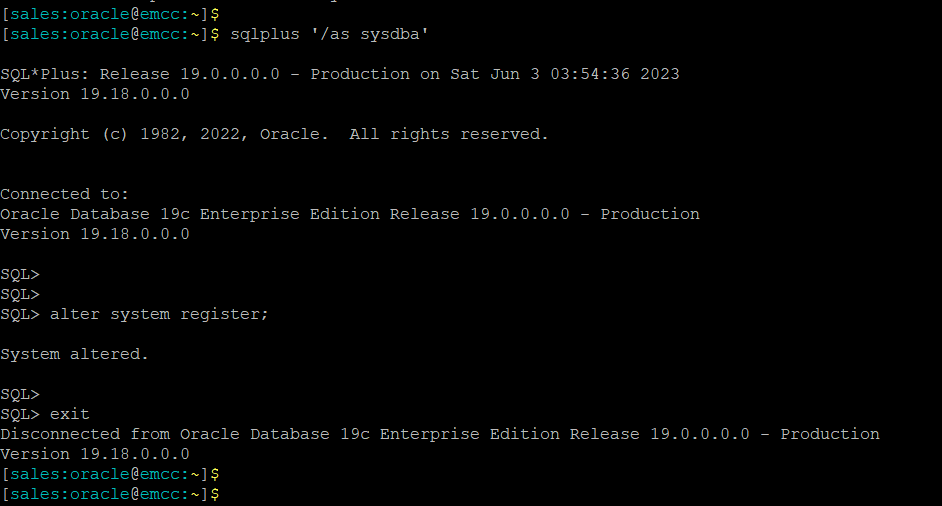 [sales:oracle@emcc:~]$
[sales:oracle@emcc:~]$ sqlplus '/as sysdba'
SQL*Plus: Release 19.0.0.0.0 - Production on Sat Jun 3 03:54:36 2023
Version 19.18.0.0.0
Copyright (c) 1982, 2022, Oracle.  All rights reserved.
Connected to:
Oracle Database 19c Enterprise Edition Release 19.0.0.0.0 - Production
Version 19.18.0.0.0
SQL>
SQL>
SQL> alter system register;
System altered.
SQL>
SQL> exit
Disconnected from Oracle Database 19c Enterprise Edition Release 19.0.0.0.0 - Production
Version 19.18.0.0.0
[sales:oracle@emcc:~]$
[sales:oracle@emcc:~]$